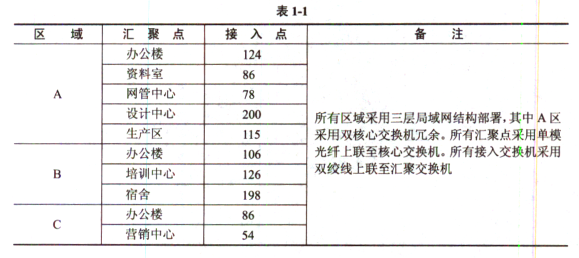 表 1-1
区 域 汇 聚 点 接 入 点 备 注
A
办公楼 124
资料室 86
网管中心 78
设计中心 200
生产区 115
B
办公楼 106
培训中心 126
宿舍 198
C
办公楼 86
营销中心 54
所有区域采用三层局域网结构部署,其中 A 区
采用双核心交换机冗余。所有汇聚点采用单模
光纤上联至核心交换机。所有接入交换机采用
双绞线上联至汇聚交换机